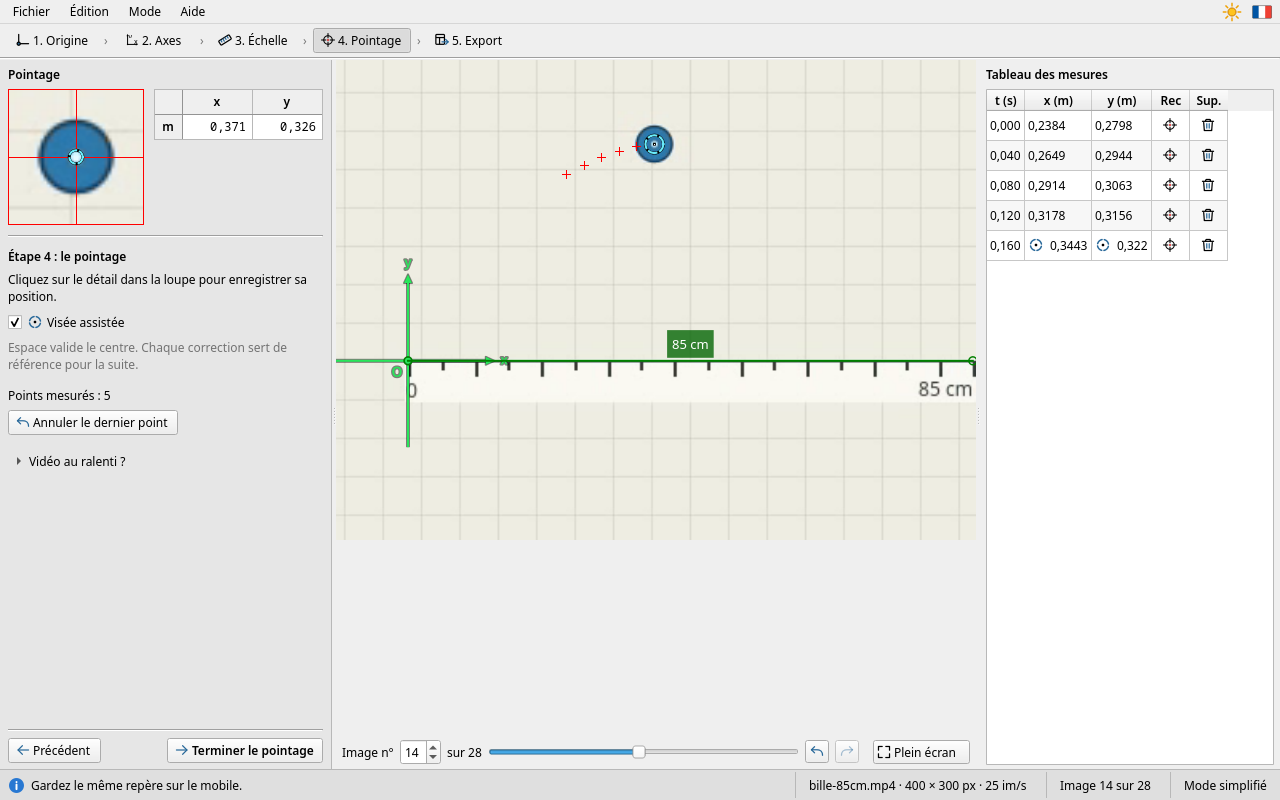 Fichier Édition Mode Aide
1. Origine › 2. Axes › 3. Échelle › 4. Pointage › 5. Export
Pointage
x y
m 0,371 0,326
Étape 4 : le pointage
Cliquez sur le détail dans la loupe pour enregistrer sa
position.
Visée assistée
Espace valide le centre. Chaque correction sert de
référence pour la suite.
Points mesurés : 5
Annuler le dernier point
Vidéo au ralenti ?
Précédent Terminer le pointage
y
x
O
85 cm
0 85 cm
Image n° 14 sur 28 Plein écran
Tableau des mesures
t (s) x (m) y (m) Rec Sup.
0,000 0,2384 0,2798
0,040 0,2649 0,2944
0,080 0,2914 0,3063
0,120 0,3178 0,3156
0,160 0,3443 0,322
Gardez le même repère sur le mobile. bille-85cm.mp4 · 400 × 300 px · 25 im/s Image 14 sur 28 Mode simplifié